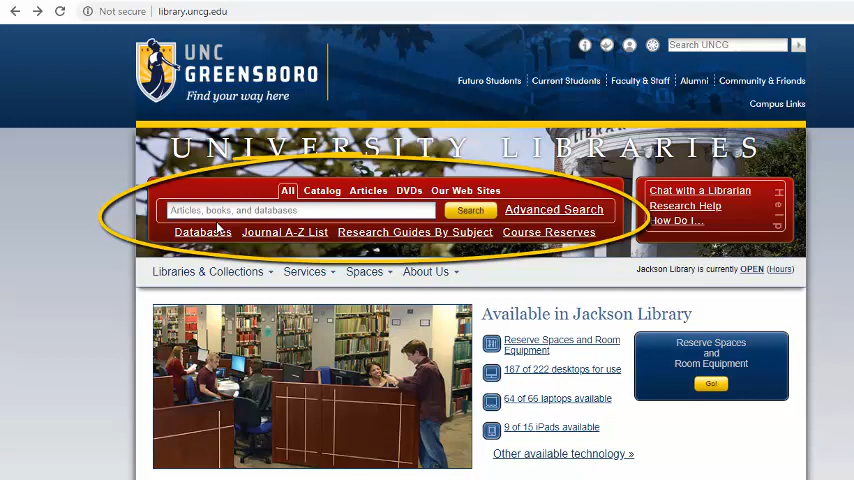 Not secure | library.uncg.edu
UNC
GREENSBORO
Find your way here
Search UNCG
Future Students Current Students Faculty & Staff Alumni Community & Friends
Campus Links
UNIVERSITY LIBRARIES
All Catalog Articles DVDs Our Web Sites
Articles, books, and databases Search Advanced Search
Databases Journal A-Z List Research Guides By Subject Course Reserves
Chat with a Librarian
Research Help
How Do I...
Help
Libraries & Collections Services Spaces About Us
Jackson Library is currently OPEN (Hours)
Available in Jackson Library
Reserve Spaces and Room
Equipment
187 of 222 desktops for use
64 of 66 laptops available
9 of 15 iPads available
Other available technology »
Reserve Spaces
and
Room Equipment
Go!